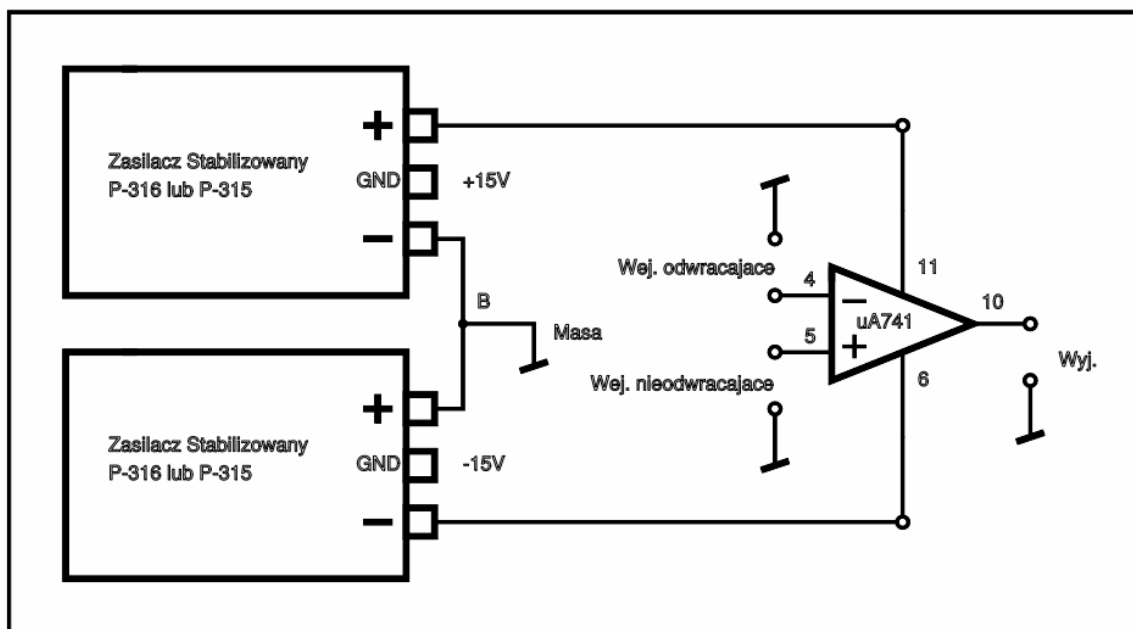 Zasilacz Stabilizowany
P-316 lub P-315
+
GND
−
+15V
B
Masa
Zasilacz Stabilizowany
P-316 lub P-315
+
GND
−
-15V
Wej. odwracajace
4
−
11
uA741
10
5
+
6
Wej. nieodwracajace
Wyj.